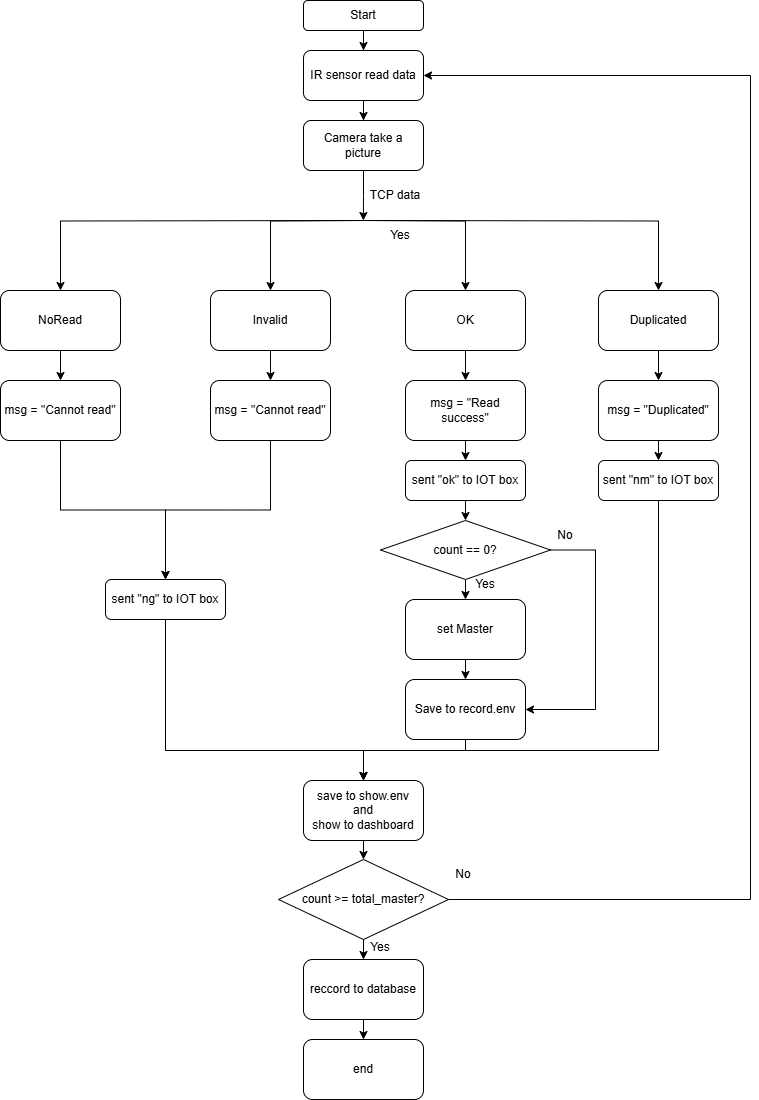 Start
IR sensor read data
Camera take a
picture
TCP data
Yes
NoRead
Invalid
OK
Duplicated
msg = "Cannot read"
msg = "Cannot read"
msg = "Read
success"
msg = "Duplicated"
sent "ok" to IOT box
sent "nm" to IOT box
count == 0?
No
Yes
sent "ng" to IOT box
set Master
Save to record.env
save to show.env
and
show to dashboard
No
count >= total_master?
Yes
reccord to database
end